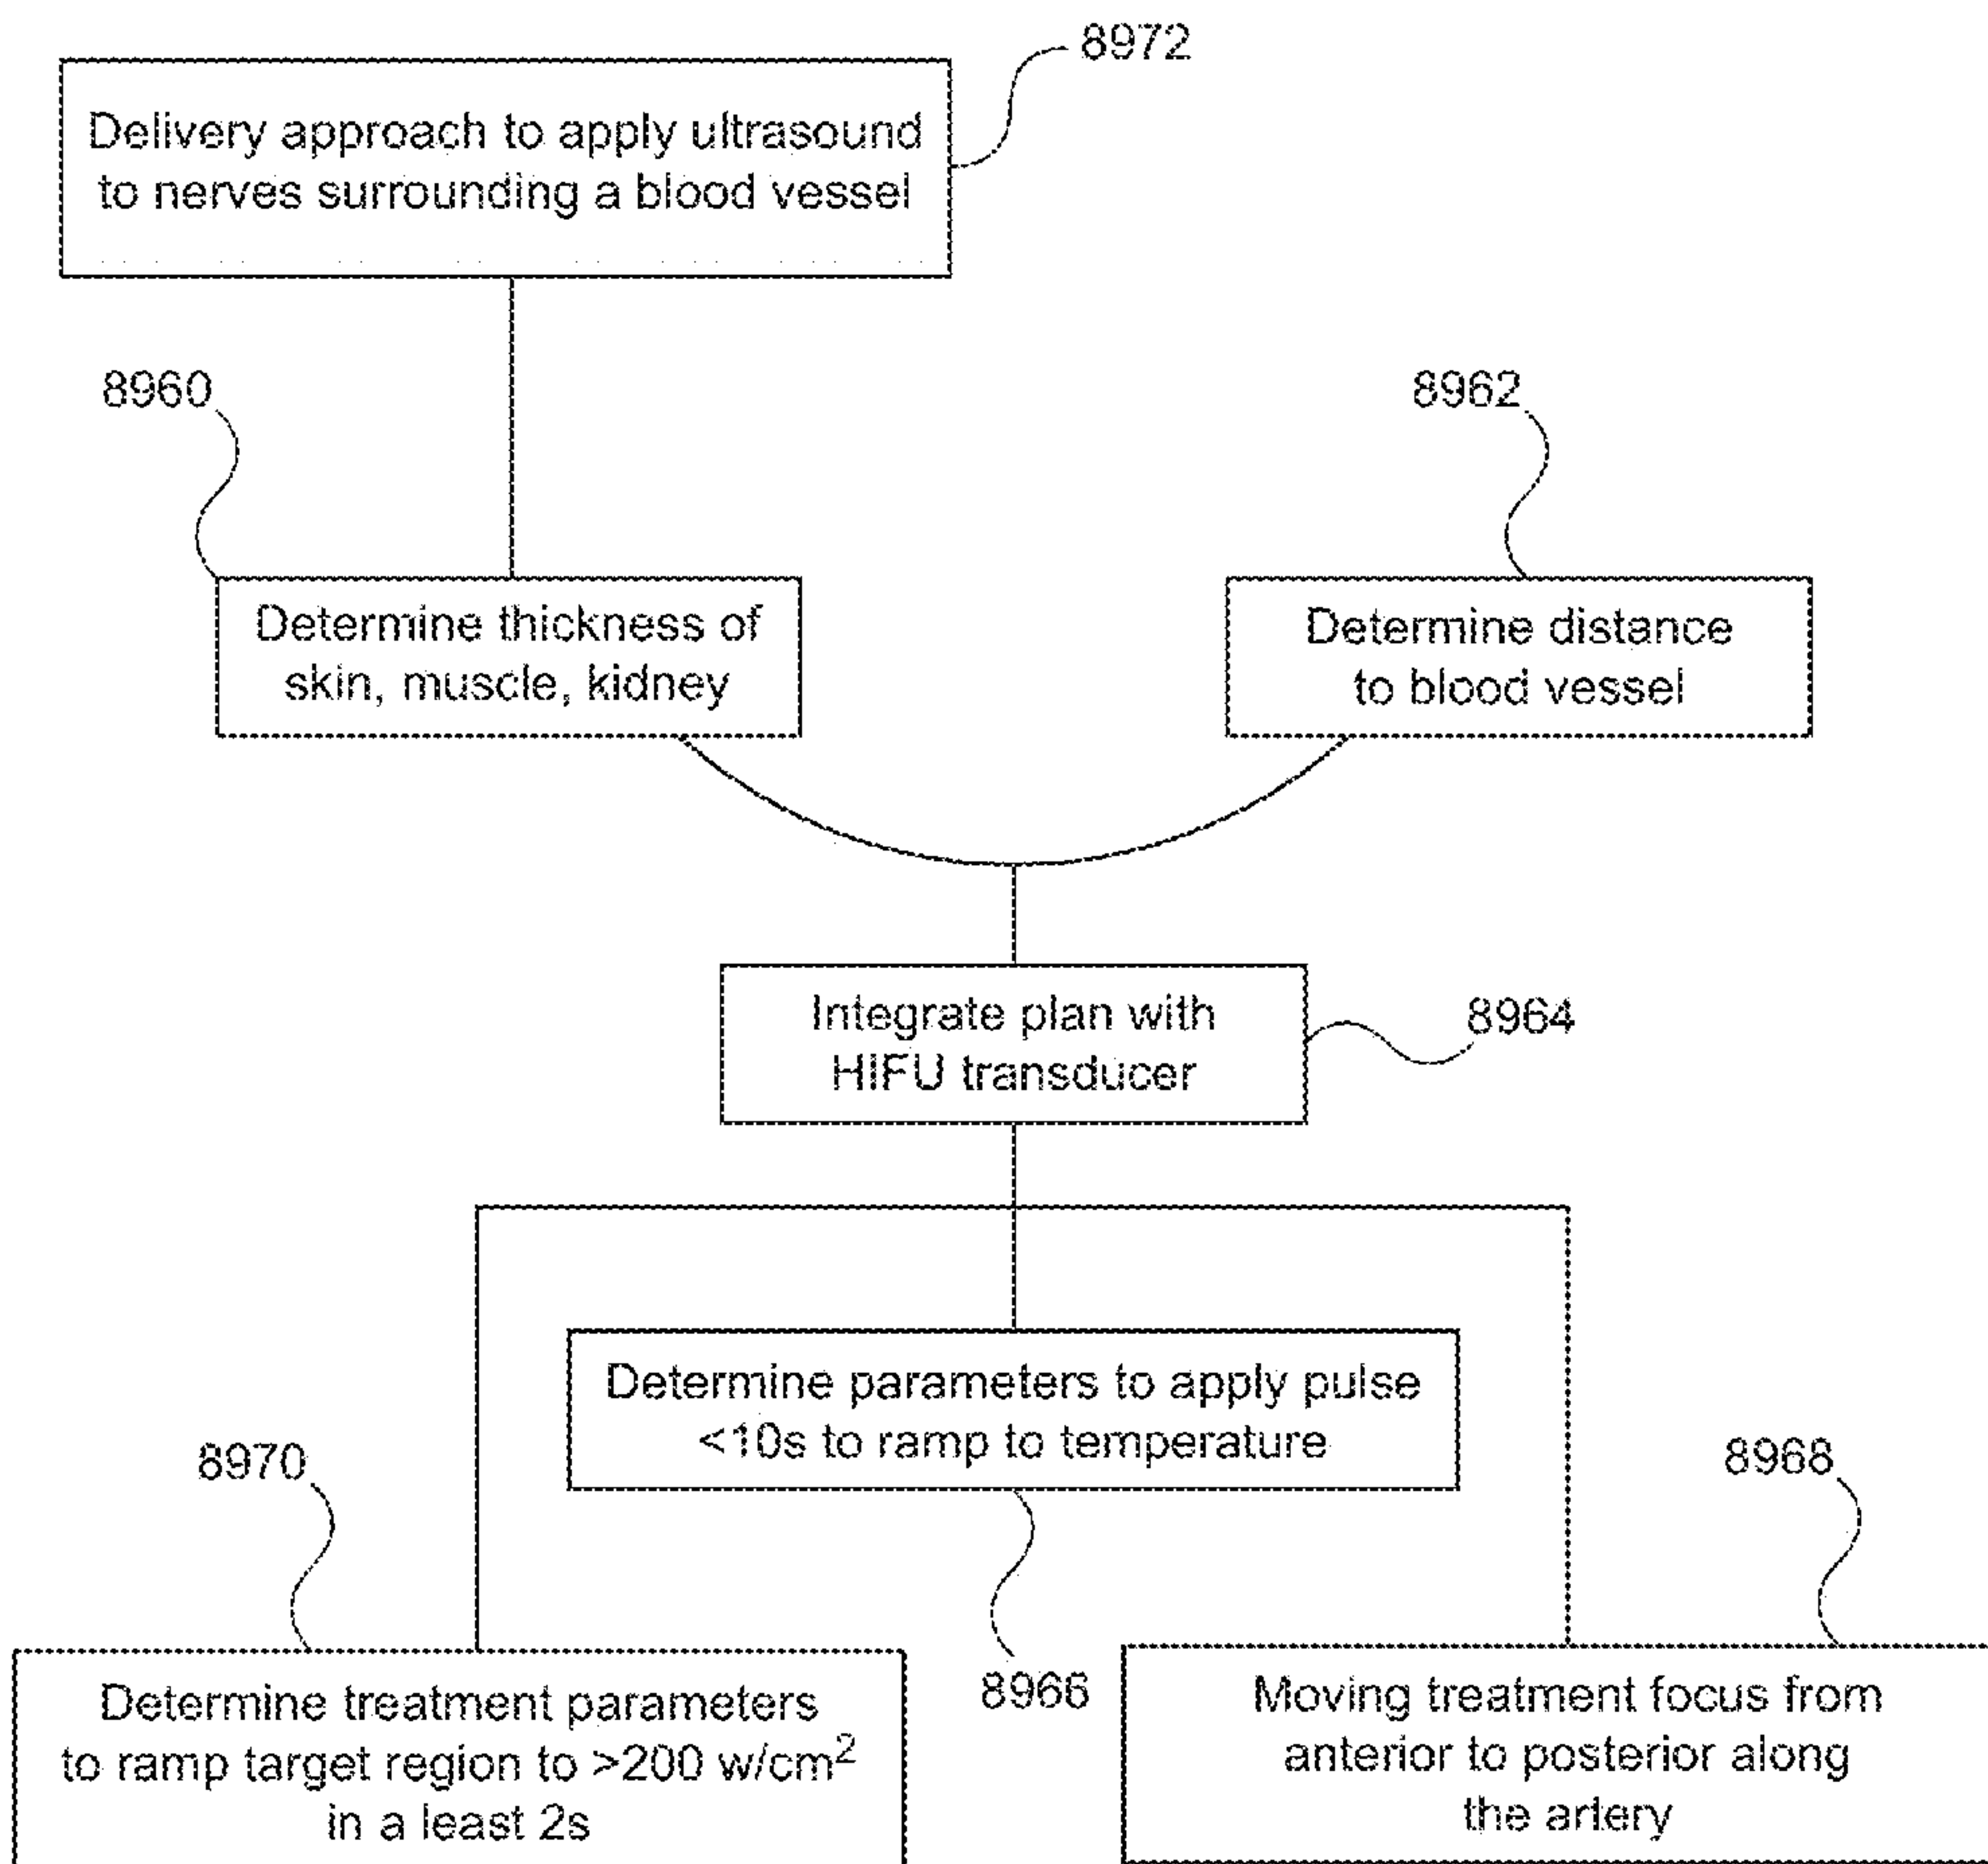 8972
Delivery approach to apply ultrasound
to nerves surrounding a blood vessel
8960
8962
Determine thickness of
skin, muscle, kidney
Determine distance
to blood vessel
Integrate plan with
HIFU transducer
8964
Determine parameters to apply pulse
<10s to ramp to temperature
8970
8968
8966
Determine treatment parameters
to ramp target region to >200 w/cm²
in a least 2s
Moving treatment focus from
anterior to posterior along
the artery